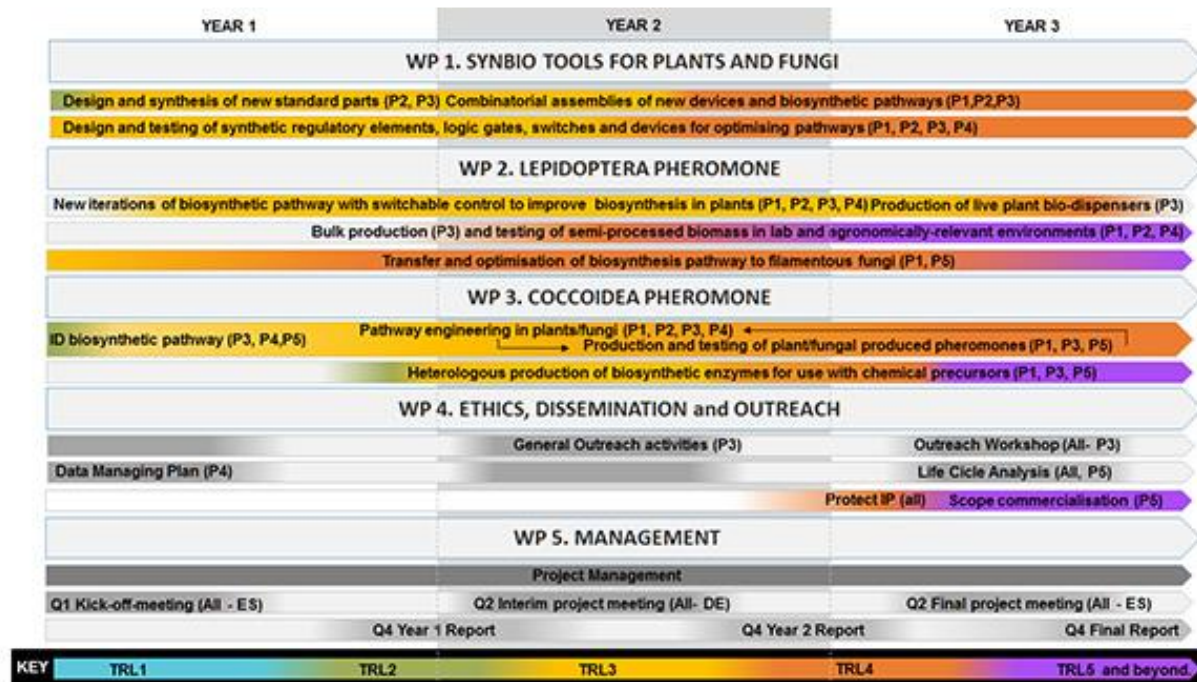 YEAR 1 YEAR 2 YEAR 3
WP 1. SYNBIO TOOLS FOR PLANTS AND FUNGI
Design and synthesis of new standard parts (P2, P3) Combinatorial assemblies of new devices and biosynthetic pathways (P1,P2,P3)
Design and testing of synthetic regulatory elements, logic gates, switches and devices for optimising pathways (P1, P2, P3, P4)
WP 2. LEPIDOPTERA PHEROMONE
New iterations of biosynthetic pathway with switchable control to improve biosynthesis in plants (P1, P2, P3, P4) Production of live plant bio-dispensers (P3)
Bulk production (P3) and testing of semi-processed biomass in lab and agronomically-relevant environments (P1, P2, P4)
Transfer and optimisation of biosynthesis pathway to filamentous fungi (P1, P5)
WP 3. COCCOIDEA PHEROMONE
Pathway engineering in plants/fungi (P1, P2, P3, P4)
ID biosynthetic pathway (P3, P4,P5)
Production and testing of plant/fungal produced pheromones (P1, P3, P5)
Heterologous production of biosynthetic enzymes for use with chemical precursors (P1, P3, P5)
WP 4. ETHICS, DISSEMINATION and OUTREACH
General Outreach activities (P3) Outreach Workshop (All- P3)
Data Managing Plan (P4) Life Cicle Analysis (All, P5)
Protect IP (all) Scope commercialisation (P5)
WP 5. MANAGEMENT
Project Management
Q1 Kick-off-meeting (All - ES) Q2 Interim project meeting (All- DE) Q2 Final project meeting (All - ES)
Q4 Year 1 Report Q4 Year 2 Report Q4 Final Report
KEY TRL1 TRL2 TRL3 TRL4 TRL5 and beyond.